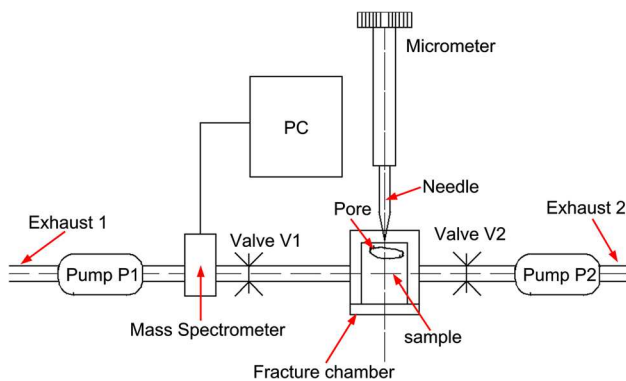 Micrometer
PC
Needle
Exhaust 1
Pore
Exhaust 2
Valve V1
Valve V2
Pump P1
Pump P2
Mass Spectrometer
sample
Fracture chamber